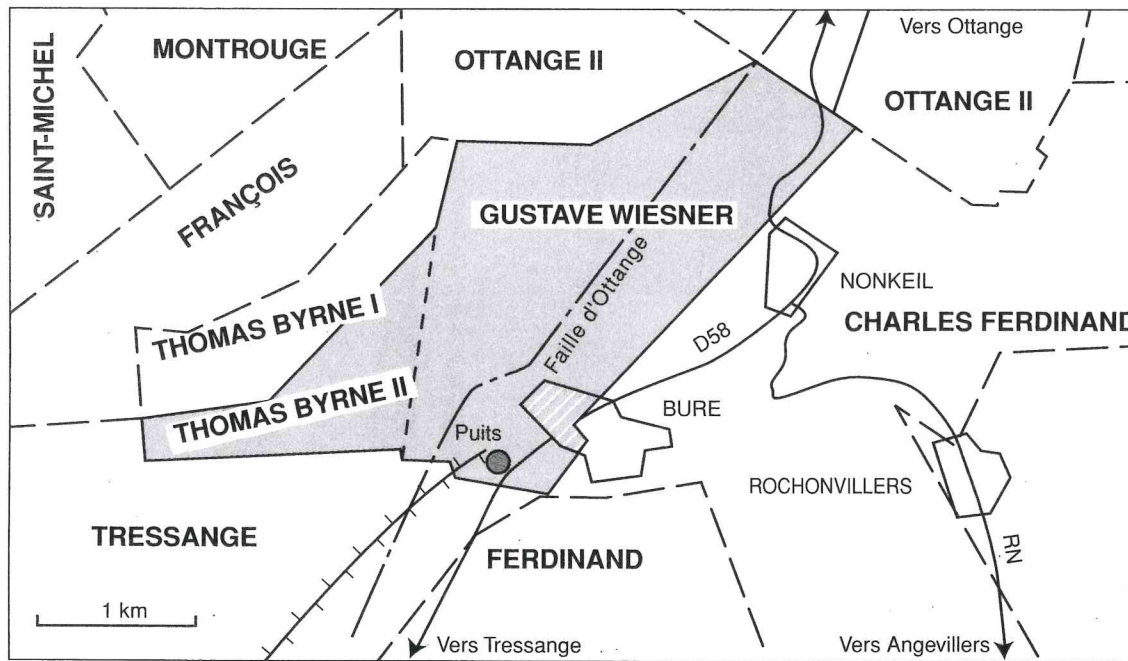 SAINT-MICHEL
MONTROUGE
OTTANGE II
Vers Ottange
OTTANGE II
FRANÇOIS
GUSTAVE WIESNER
Faille d'Ottange
NONKEIL
THOMAS BYRNE I
D58
CHARLES FERDINAND
THOMAS BYRNE II
Puits
BURE
ROCHONVILLERS
TRESSANGE
FERDINAND
RN
1 km
Vers Tressange
Vers Angevillers